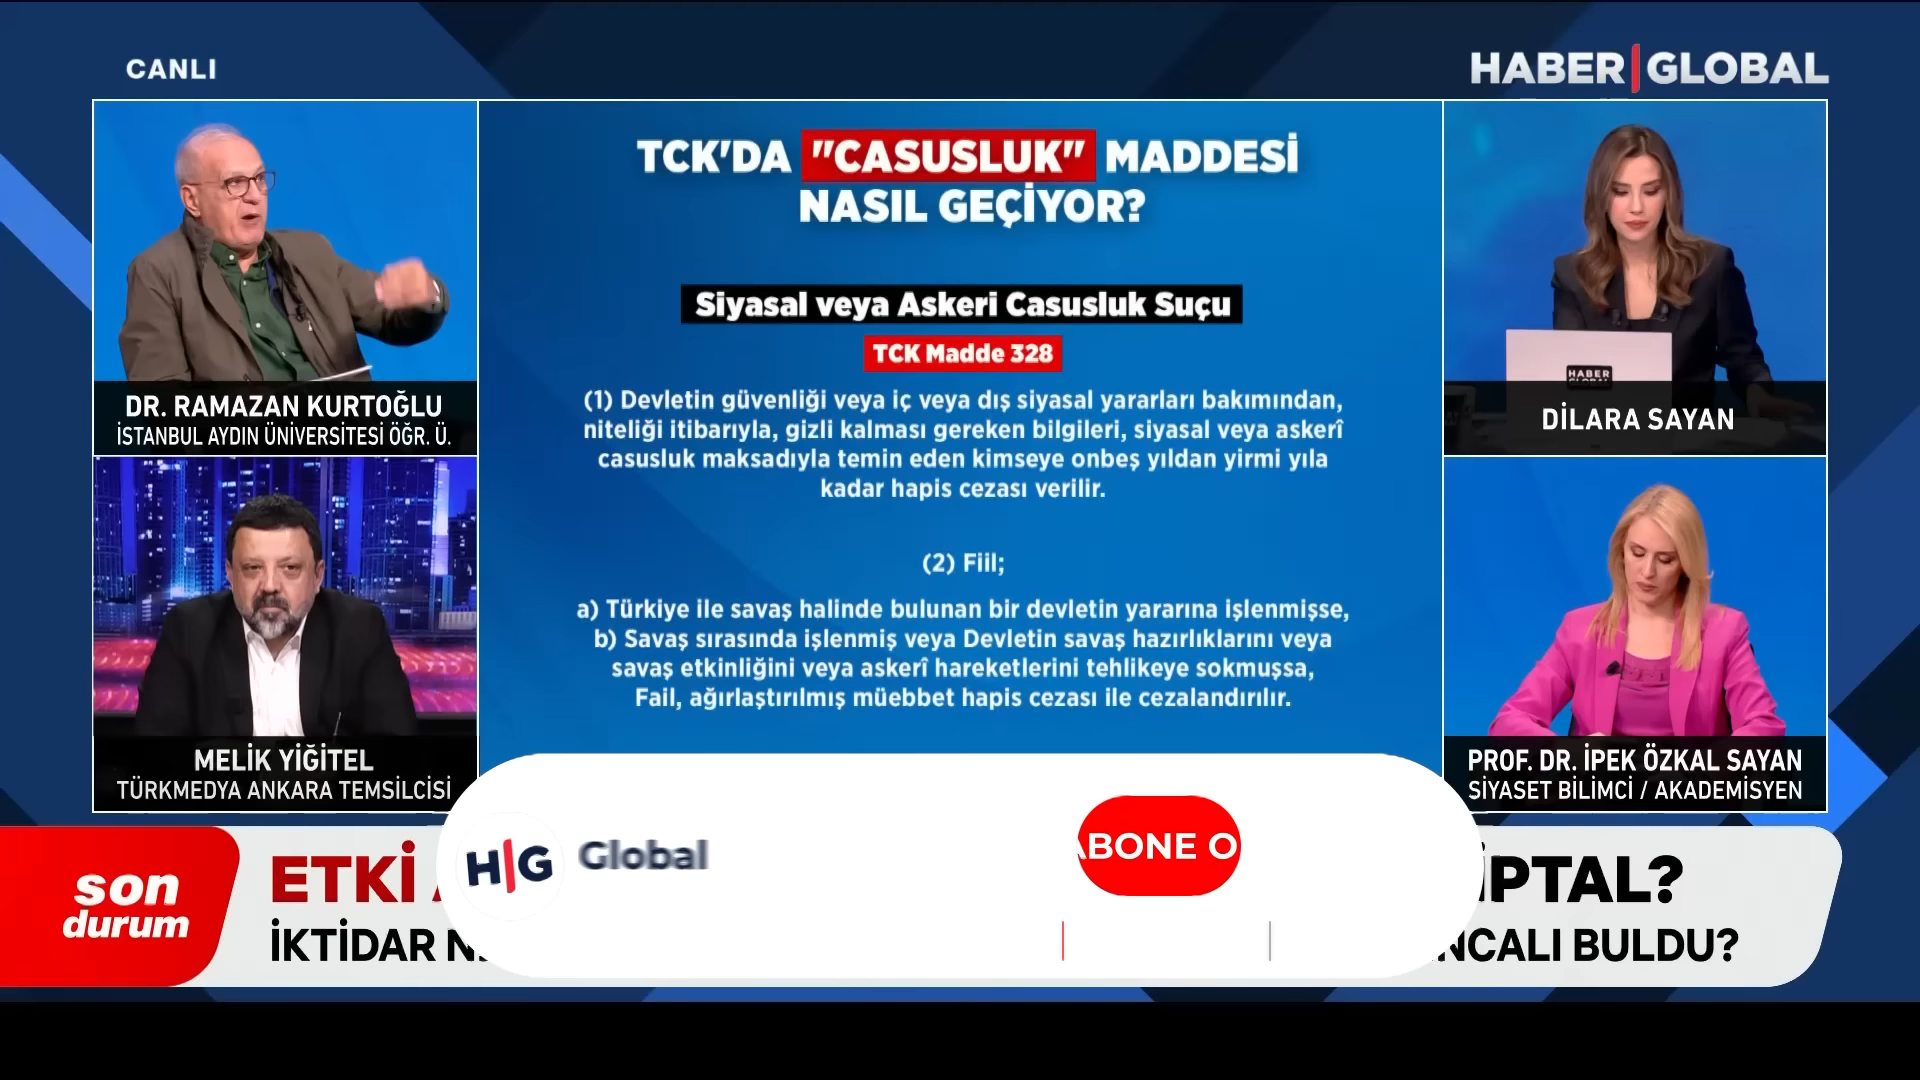 CANLI
HABER GLOBAL
TCK'DA "CASUSLUK" MADDESİ
NASIL GEÇİYOR?
Siyasal veya Askeri Casusluk Suçu
TCK Madde 328
(1) Devletin güvenliği veya iç veya dış siyasal yararları bakımından,
niteliği itibarıyla, gizli kalması gereken bilgileri, siyasal veya askerî
casusluk maksadıyla temin eden kimseye onbeş yıldan yirmi yıla
kadar hapis cezası verilir.
(2) Fiil;
a) Türkiye ile savaş halinde bulunan bir devletin yararına işlenmişse,
b) Savaş sırasında işlenmiş veya Devletin savaş hazırlıklarını veya
savaş etkinliğini veya askerî hareketlerini tehlikeye sokmuşsa,
Fail, ağırlaştırılmış müebbet hapis cezası ile cezalandırılır.
DR. RAMAZAN KURTOĞLU
İSTANBUL AYDIN ÜNİVERSİTESİ ÖĞR. Ü.
MELİK YİĞİTEL
TÜRKMEDYA ANKARA TEMSİLCİSİ
HABER
GLOBAL
DİLARA SAYAN
PROF. DR. İPEK ÖZKAL SAYAN
SİYASET BİLİMCİ / AKADEMİSYEN
H|G Global
ABONE O
son
durum
ETKİ İPTAL?
İKTİDAR NCALI BULDU?